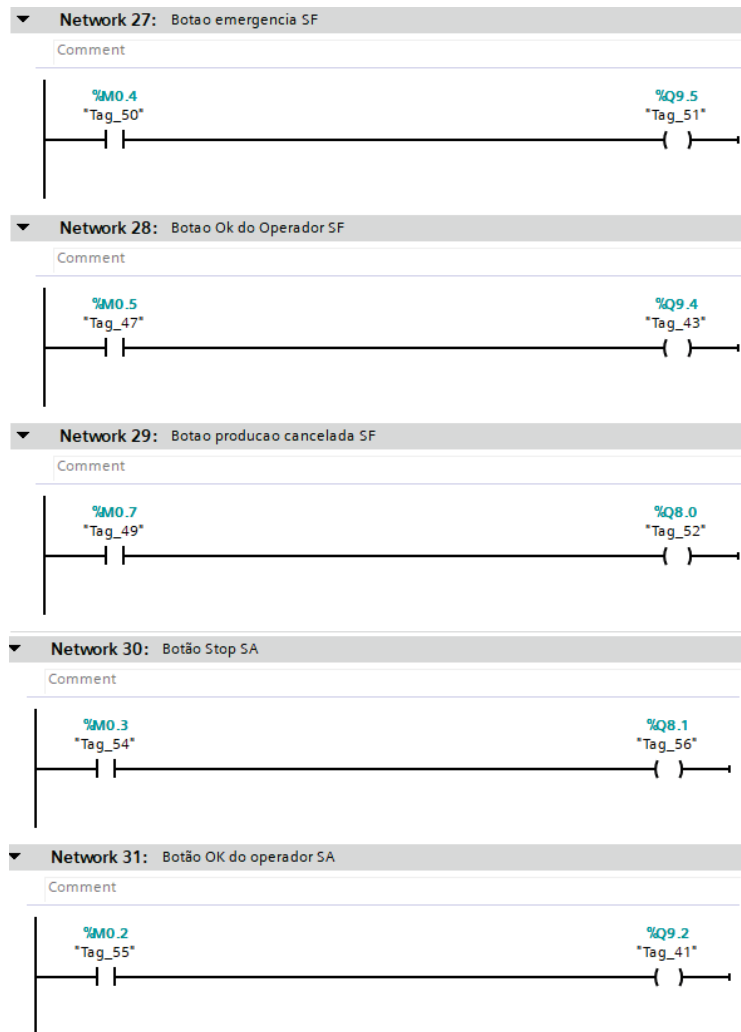 Network 27: Botao emergencia SF
Comment
%M0.4 %Q9.5
"Tag_50" "Tag_51"
Network 28: Botao Ok do Operador SF
Comment
%M0.5 %Q9.4
"Tag_47" "Tag_43"
Network 29: Botao producao cancelada SF
Comment
%M0.7 %Q8.0
"Tag_49" "Tag_52"
Network 30: Botão Stop SA
Comment
%M0.3 %Q8.1
"Tag_54" "Tag_56"
Network 31: Botão OK do operador SA
Comment
%M0.2 %Q9.2
"Tag_55" "Tag_41"